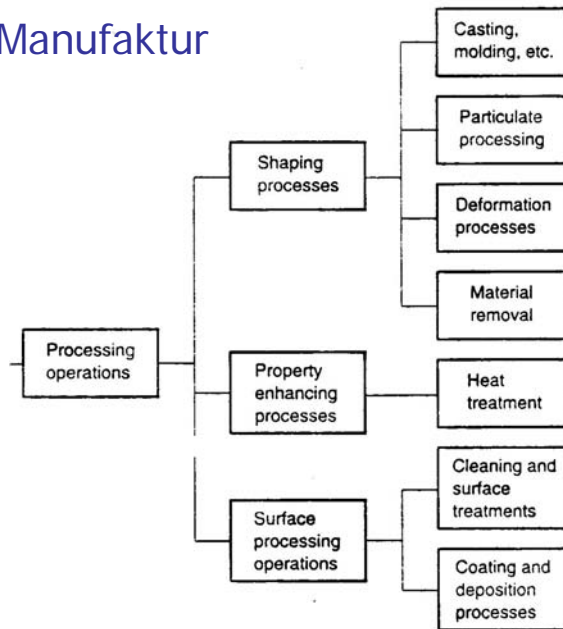 Manufaktur
Casting,
molding, etc.
Particulate
processing
Shaping
processes
Deformation
processes
Material
removal
Processing
operations
Property
enhancing
processes
Heat
treatment
Cleaning and
surface
treatments
Surface
processing
operations
Coating and
deposition
processes